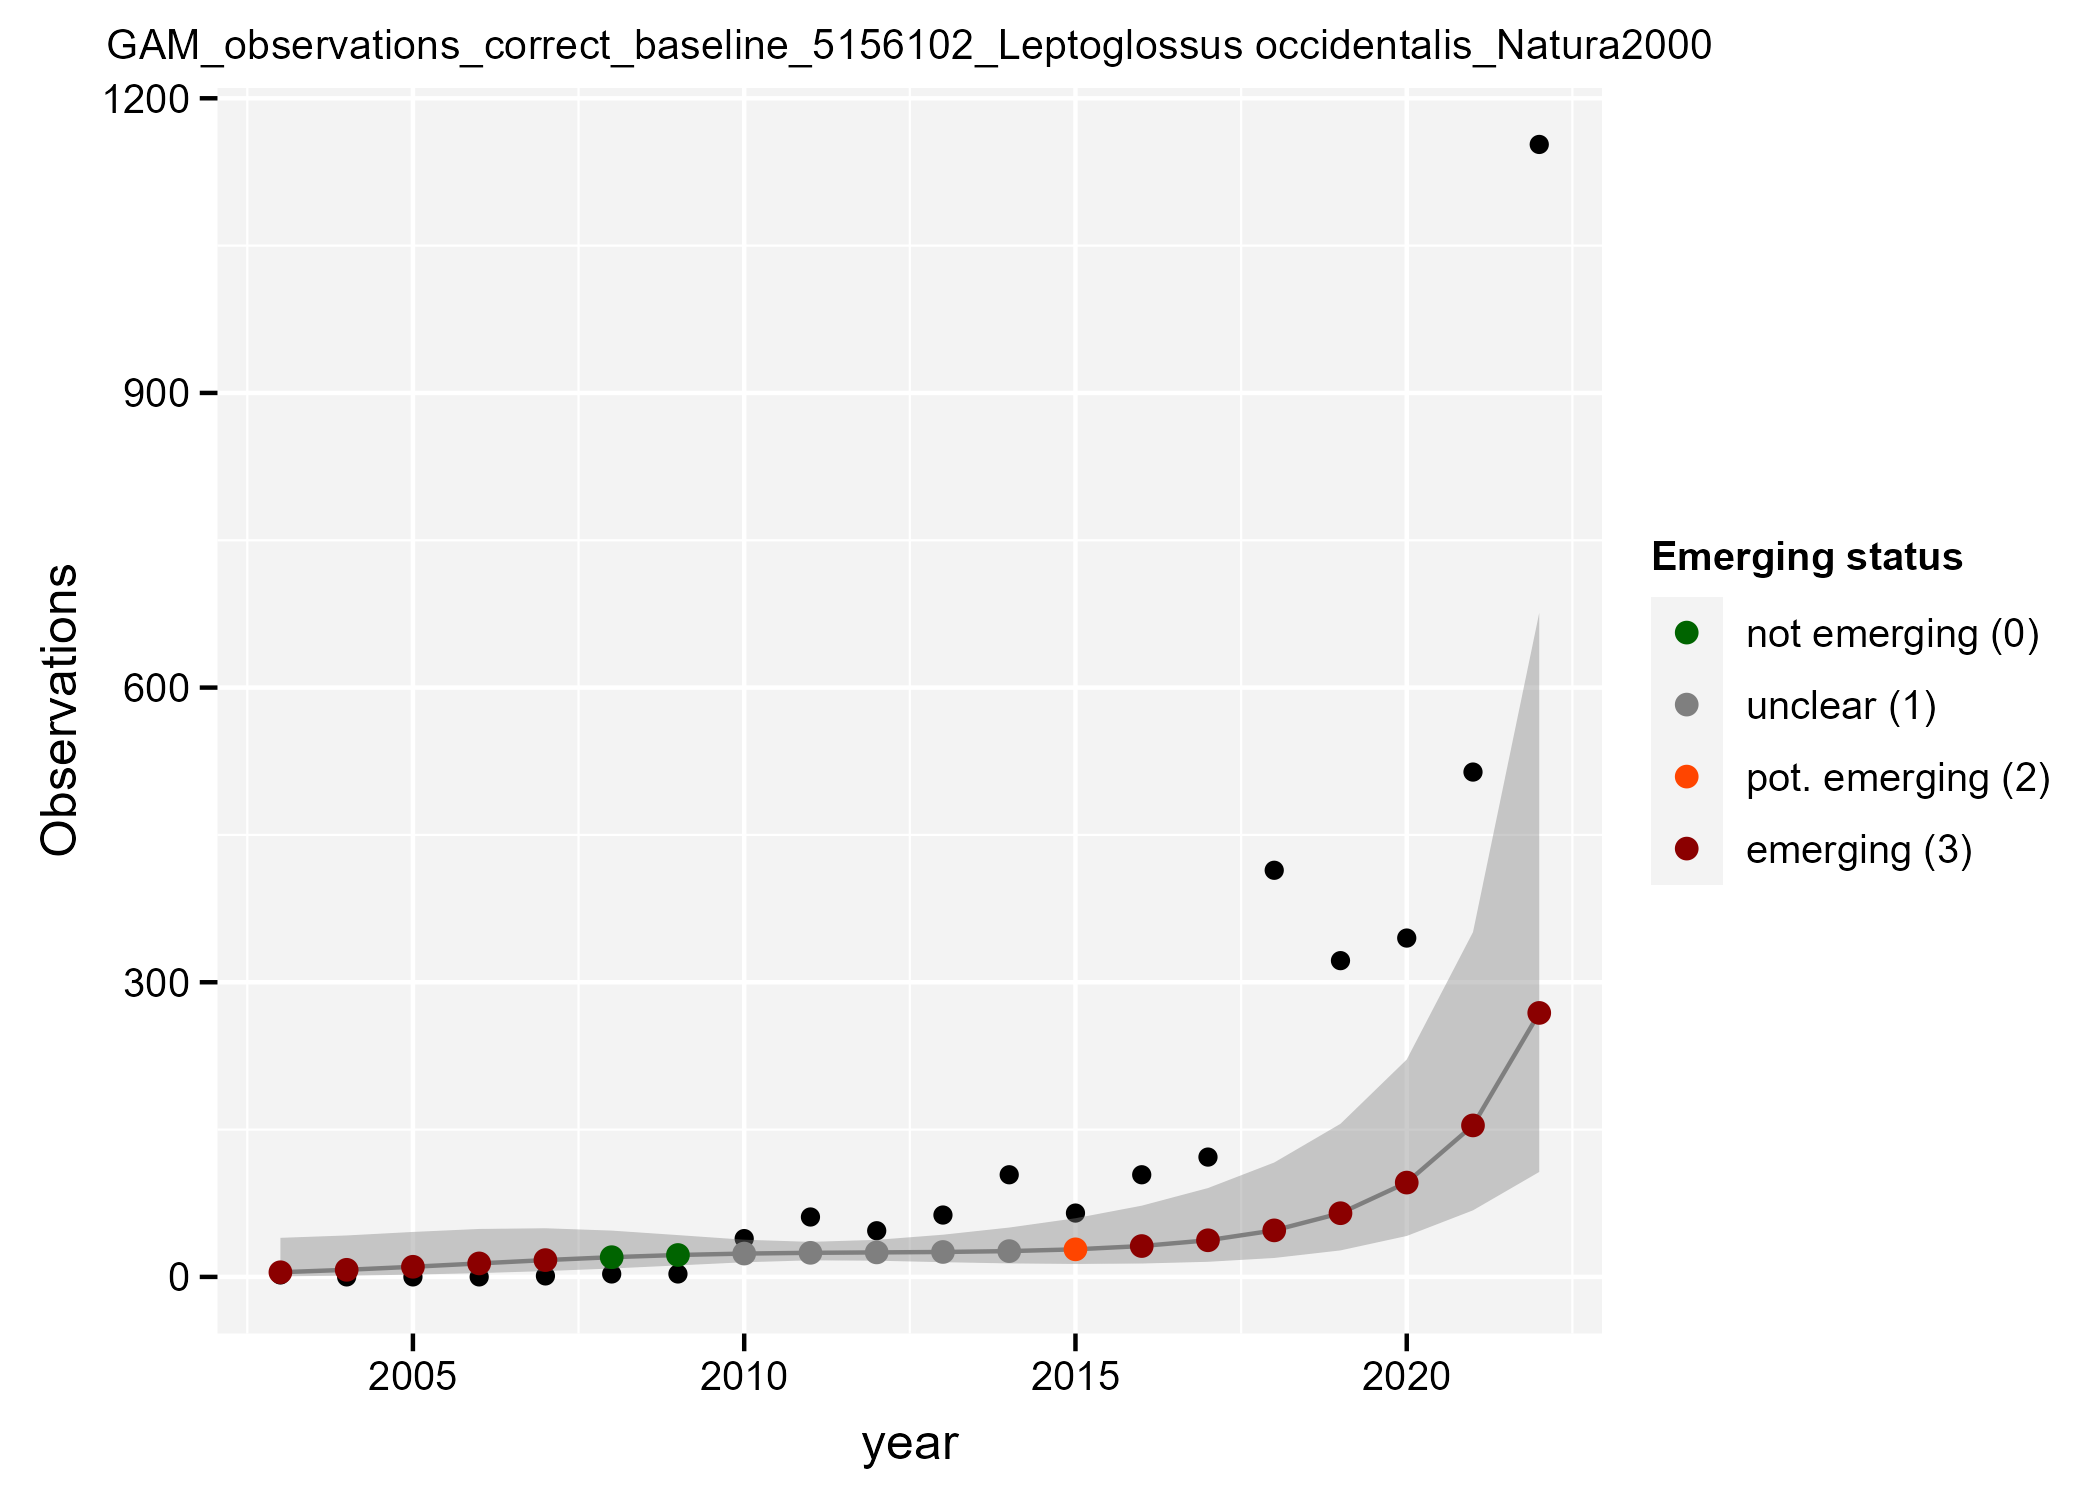 GAM_observations_correct_baseline_5156102_Leptoglossus occidentalis_Natura2000
1200
900
600
300
0
Observations
2005
2010
2015
2020
year
Emerging status
not emerging (0)
unclear (1)
pot. emerging (2)
emerging (3)